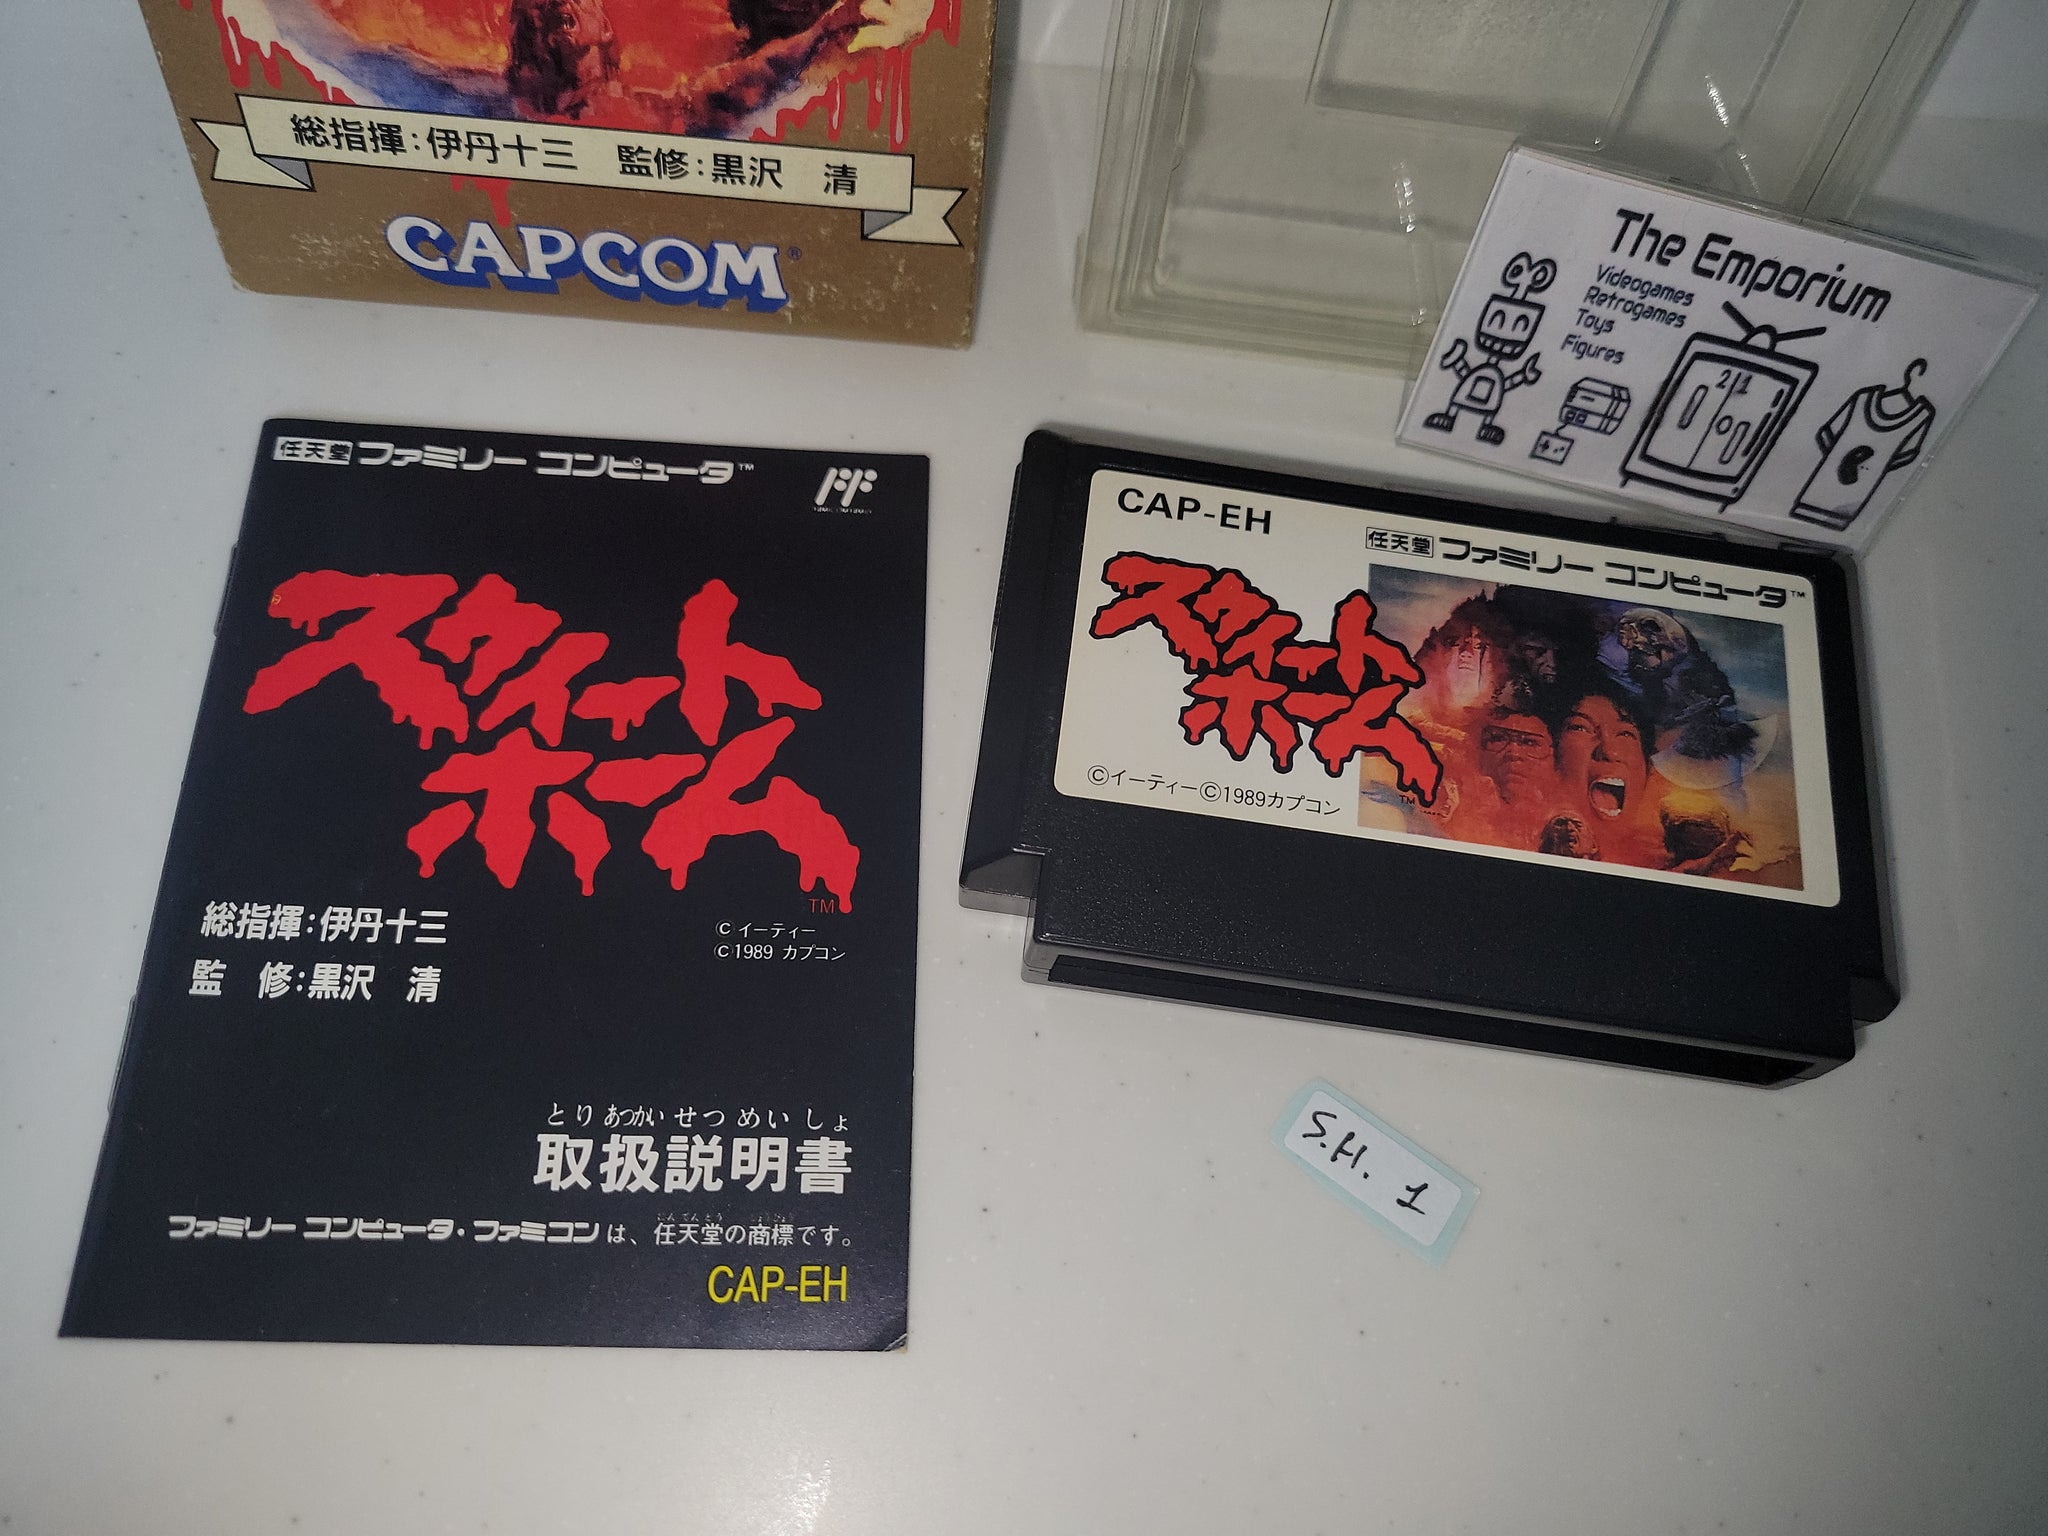 総指揮:伊丹十三 監修:黒沢 清
CAPCOM®
The Emporium
Videogames
Retrogames
Toys
Figures
21
任天堂 ファミリー コンピュータ™
スウィート
ホーム
TM
総指揮:伊丹十三
監 修:黒沢 清
©イーティー
©1989 カプコン
とり あつかい せつ めい しょ
取扱説明書
ファミリー コンピュータ・ファミコン は、任天堂の商標です。
CAP-EH
CAP-EH
任天堂 ファミリー コンピュータ™
スウィート
ホーム
TM
©イーティー©1989カプコン
S.H. 1